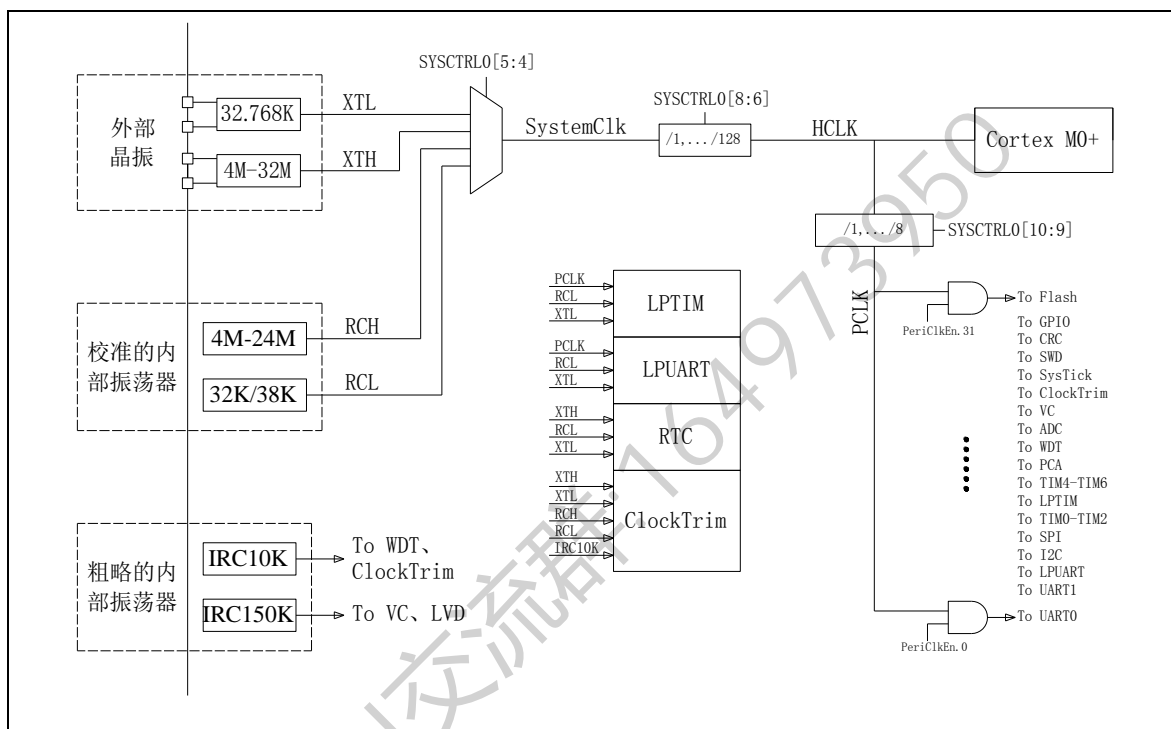 SYSCTRL0[5:4]
外部
晶振
32.768K
XTL
4M-32M
XTH
SystemClk
SYSCTRL0[8:6]
/1,.../128
HCLK
Cortex M0+
/1,.../8
SYSCTRL0[10:9]
PCLK
校准的内
部振荡器
4M-24M
RCH
32K/38K
RCL
粗略的内
部振荡器
IRC10K
To WDT、
ClockTrim
IRC150K
To VC、LVD
PCLK
RCL
XTL
LPTIM
PCLK
RCL
XTL
LPUART
XTH
RCL
XTL
RTC
XTH
XTL
RCH
RCL
IRC10K
ClockTrim
PeriClkEn.31
To Flash
To GPIO
To CRC
To SWD
To SysTick
To ClockTrim
To VC
To ADC
To WDT
To PCA
To TIM4-TIM6
To LPTIM
To TIM0-TIM2
To SPI
To I2C
To LPUART
To UART1
To UART0
PeriClkEn.0
交流群:164973950